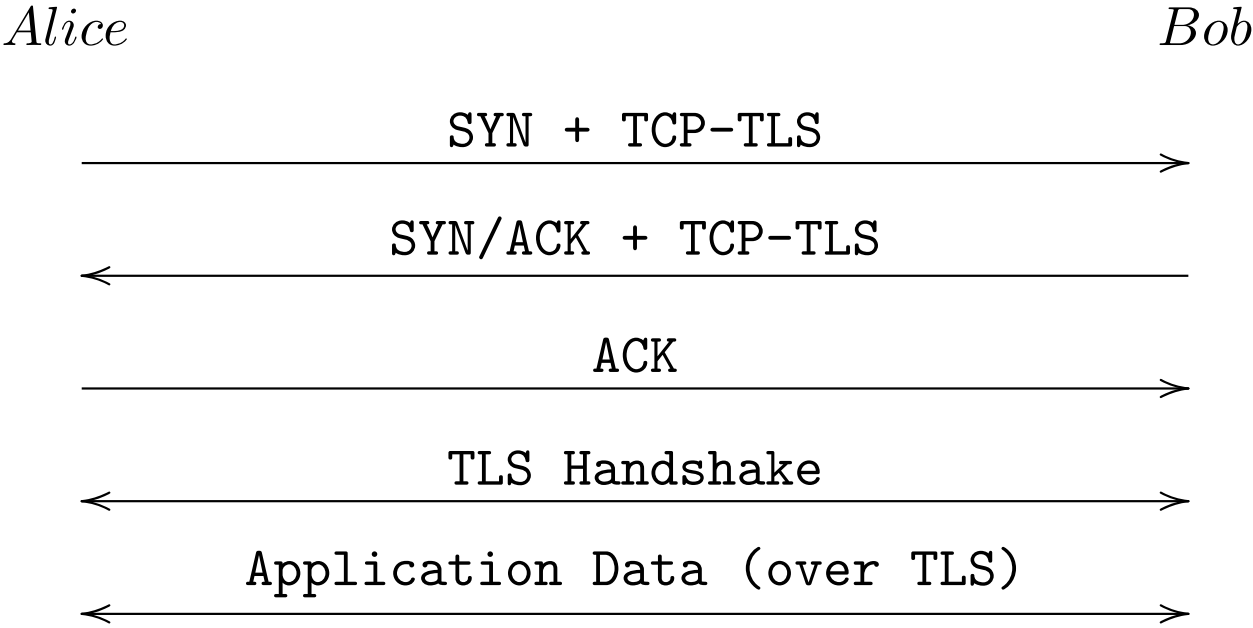 Alice Bob
SYN + TCP-TLS
SYN/ACK + TCP-TLS
ACK
TLS Handshake
Application Data (over TLS)